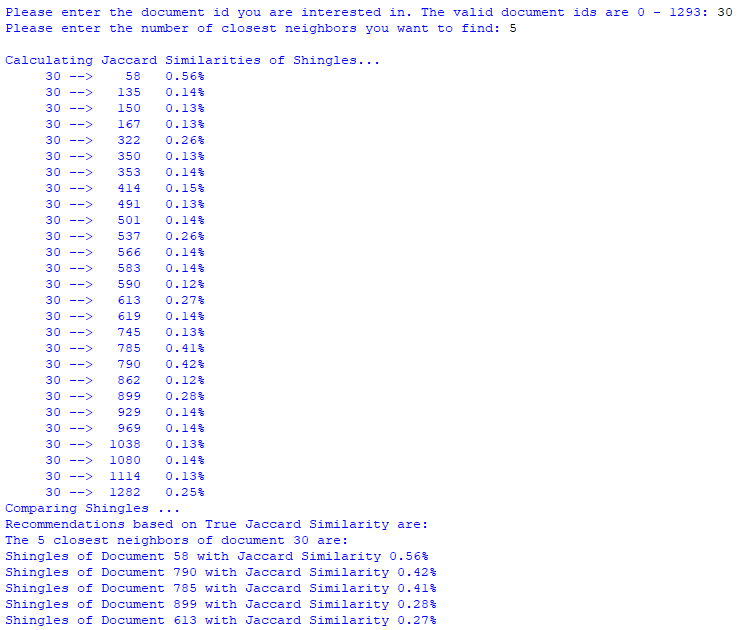 Please enter the document id you are interested in. The valid document ids are 0 - 1293: 30
Please enter the number of closest neighbors you want to find: 5
Calculating Jaccard Similarities of Shingles...
30 --> 58 0.56%
30 --> 135 0.14%
30 --> 150 0.13%
30 --> 167 0.13%
30 --> 322 0.26%
30 --> 350 0.13%
30 --> 353 0.14%
30 --> 414 0.15%
30 --> 491 0.13%
30 --> 501 0.14%
30 --> 537 0.26%
30 --> 566 0.14%
30 --> 583 0.14%
30 --> 590 0.12%
30 --> 613 0.27%
30 --> 619 0.14%
30 --> 745 0.13%
30 --> 785 0.41%
30 --> 790 0.42%
30 --> 862 0.12%
30 --> 899 0.28%
30 --> 929 0.14%
30 --> 969 0.14%
30 --> 1038 0.13%
30 --> 1080 0.14%
30 --> 1114 0.13%
30 --> 1282 0.25%
Comparing Shingles ...
Recommendations based on True Jaccard Similarity are:
The 5 closest neighbors of document 30 are:
Shingles of Document 58 with Jaccard Similarity 0.56%
Shingles of Document 790 with Jaccard Similarity 0.42%
Shingles of Document 785 with Jaccard Similarity 0.41%
Shingles of Document 899 with Jaccard Similarity 0.28%
Shingles of Document 613 with Jaccard Similarity 0.27%